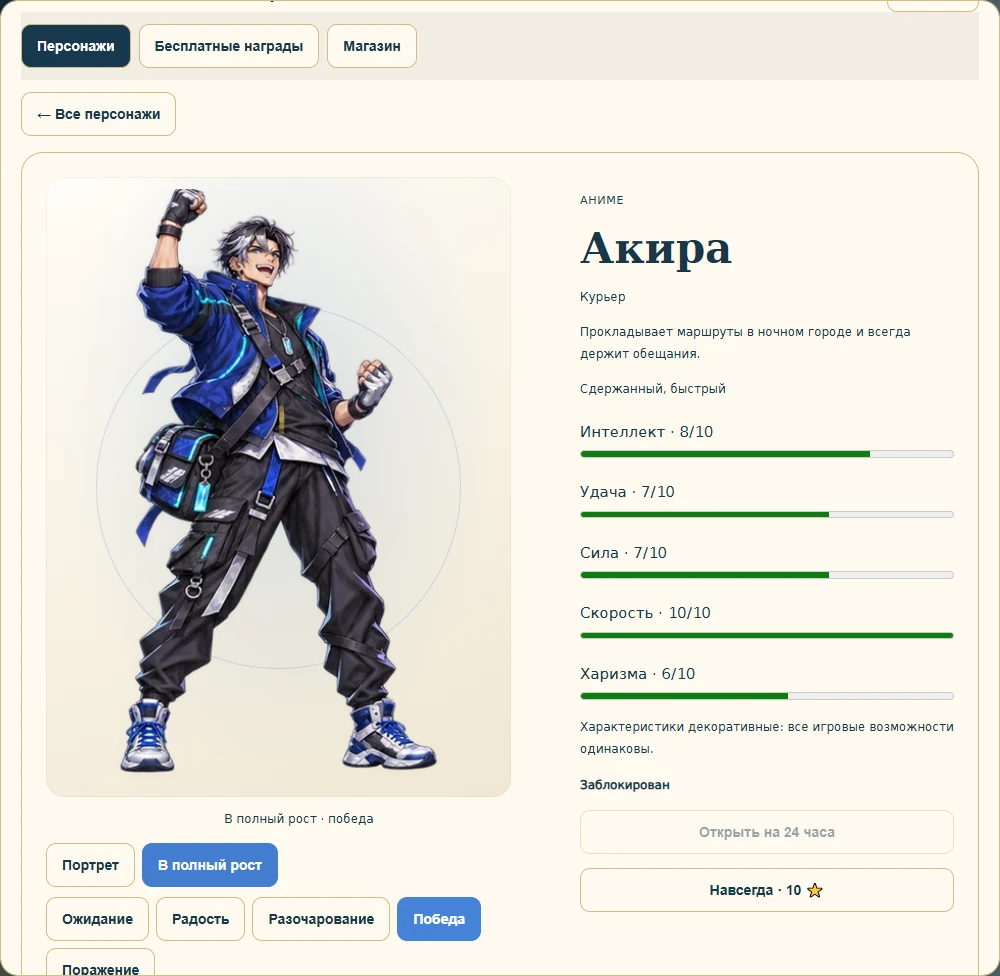 Персонажи
Бесплатные награды
Магазин
← Все персонажи
АНИМЕ
Акира
Курьер
Прокладывает маршруты в ночном городе и всегда
держит обещания.
Сдержанный, быстрый
Интеллект · 8/10
Удача · 7/10
Сила · 7/10
Скорость · 10/10
Харизма · 6/10
Характеристики декоративные: все игровые возможности
одинаковы.
Заблокирован
Открыть на 24 часа
Навсегда · 10 ⭐
В полный рост · победа
Портрет
В полный рост
Ожидание
Радость
Разочарование
Победа
Поражение